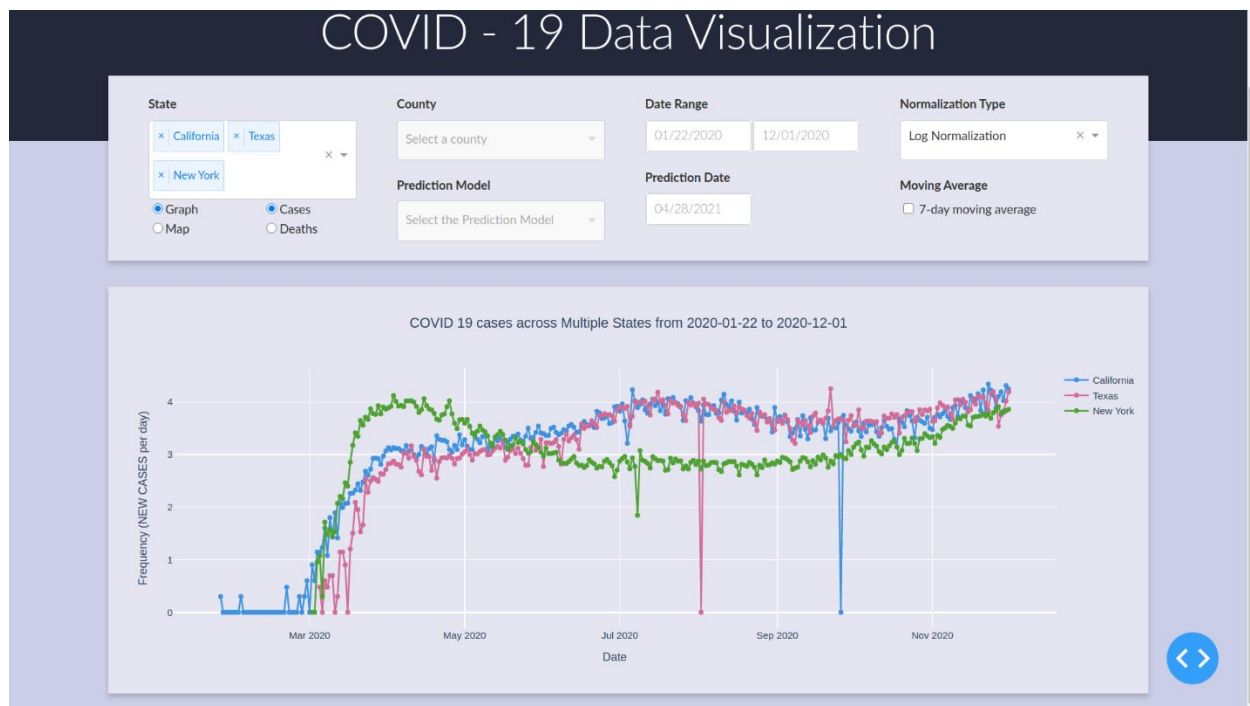 COVID - 19 Data Visualization
State
County
Date Range
Normalization Type
× California × Texas
× New York
Select a county
01/22/2020 12/01/2020
Log Normalization
Prediction Model
Prediction Date
Moving Average
Graph Cases
Map Deaths
Select the Prediction Model
04/28/2021
7-day moving average
COVID 19 cases across Multiple States from 2020-01-22 to 2020-12-01
Frequency (NEW CASES per day)
4
3
2
1
0
Mar 2020 May 2020 Jul 2020 Sep 2020 Nov 2020
Date
California
Texas
New York